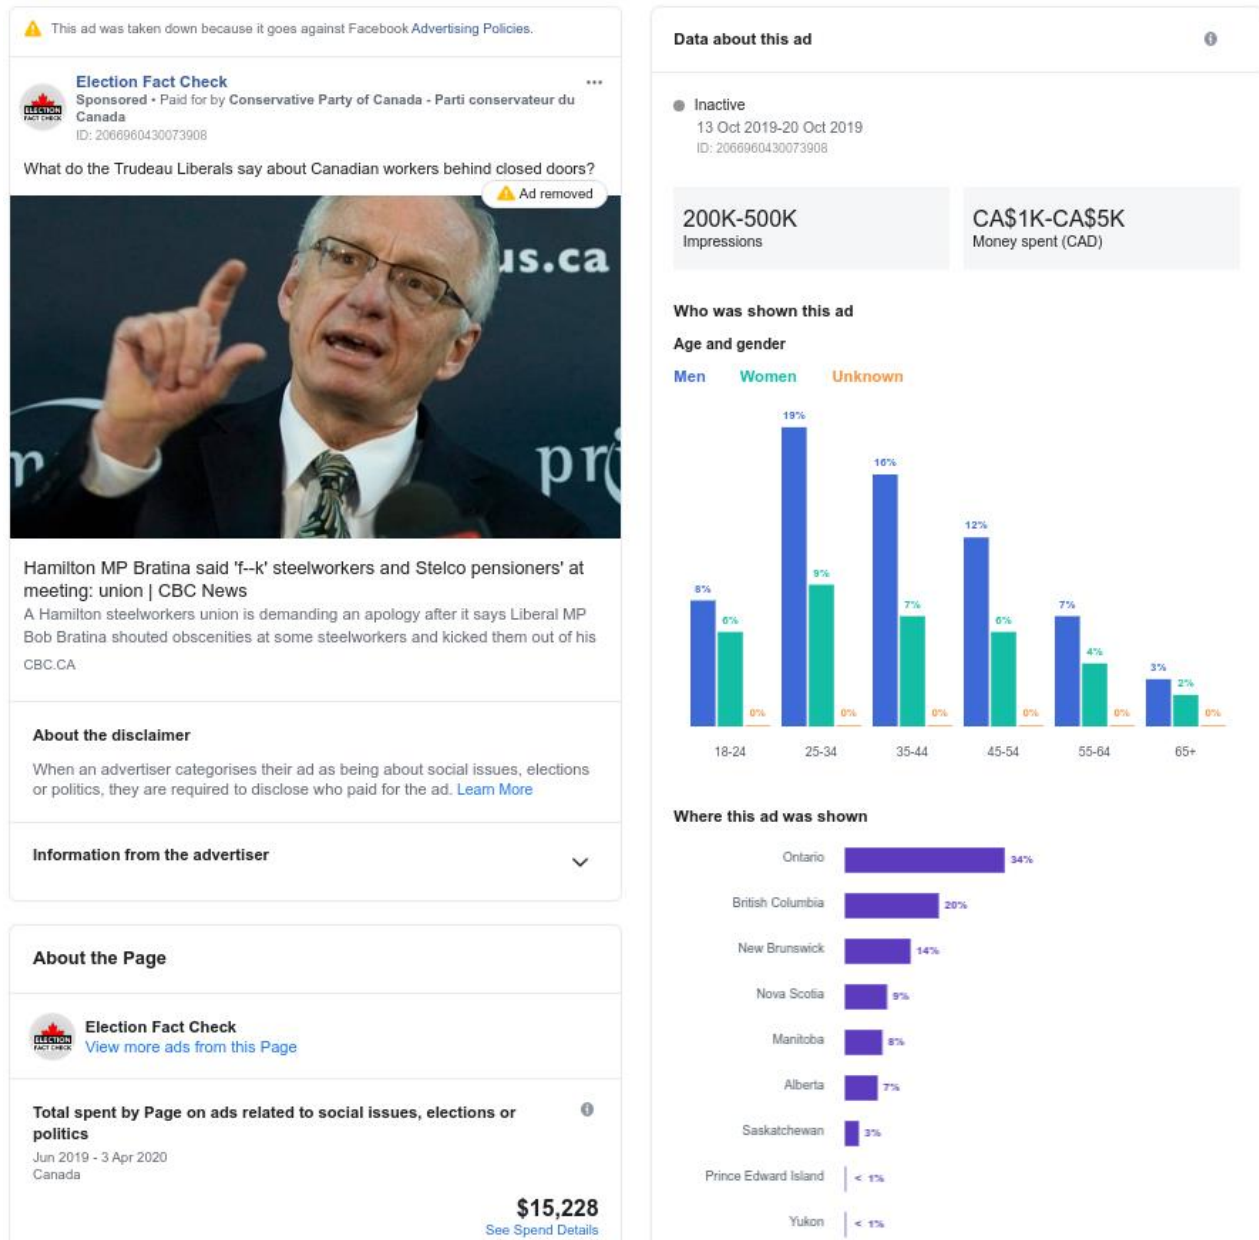 This ad was taken down because it goes against Facebook Advertising Policies.
Election Fact Check
Sponsored • Paid for by Conservative Party of Canada - Parti conservateur du
Canada
ID: 2066960430073908
What do the Trudeau Liberals say about Canadian workers behind closed doors?
Ad removed
us.ca
pri
ELECTION
FACT CHECK
Hamilton MP Bratina said 'f--k' steelworkers and Stelco pensioners' at
meeting: union | CBC News
A Hamilton steelworkers union is demanding an apology after it says Liberal MP
Bob Bratina shouted obscenities at some steelworkers and kicked them out of his
CBC.CA
About the disclaimer
When an advertiser categorises their ad as being about social issues, elections
or politics, they are required to disclose who paid for the ad. Learn More
Information from the advertiser
About the Page
ELECTION
FACT CHECK
Election Fact Check
View more ads from this Page
Total spent by Page on ads related to social issues, elections or
politics
Jun 2019 - 3 Apr 2020
Canada
$15,228
See Spend Details
Data about this ad
Inactive
13 Oct 2019-20 Oct 2019
ID: 2066960430073908
200K-500K
Impressions
CA$1K-CA$5K
Money spent (CAD)
Who was shown this ad
Age and gender
Men Women Unknown
8% 6% 0%
19% 9% 0%
16% 7% 0%
12% 6% 0%
7% 4% 0%
3% 2% 0%
18-24 25-34 35-44 45-54 55-64 65+
Where this ad was shown
Ontario 34%
British Columbia 20%
New Brunswick 14%
Nova Scotia 9%
Manitoba 8%
Alberta 7%
Saskatchewan 3%
Prince Edward Island < 1%
Yukon < 1%